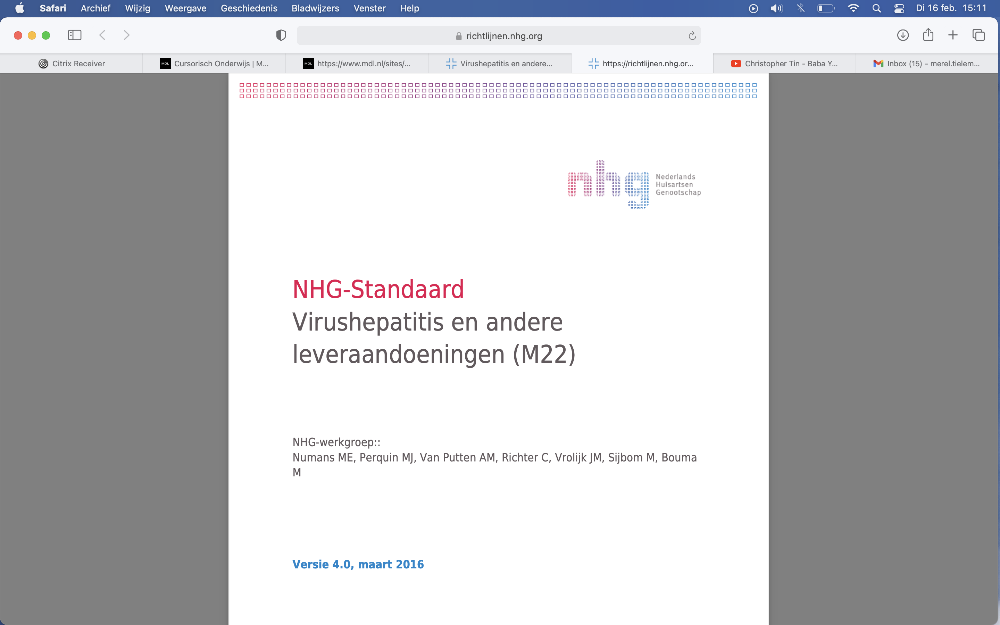 Safari Archief Wijzig Weergave Geschiedenis Bladwijzers Venster Help Di 16 feb. 15:11
richtlijnen.nhg.org
Citrix Receiver MDL Cursorisch Onderwijs | M... MDL https://www.mdl.nl/sites/... Virushepatitis en andere... https://richtlijnen.nhg.or... Christopher Tin - Baba Y... Inbox (15) - merel.tielem...
nhg
Nederlands
Huisartsen
Genootschap
NHG-Standaard
Virushepatitis en andere
leveraandoeningen (M22)
NHG-werkgroep::
Numans ME, Perquin MJ, Van Putten AM, Richter C, Vrolijk JM, Sijbom M, Bouma
M
Versie 4.0, maart 2016